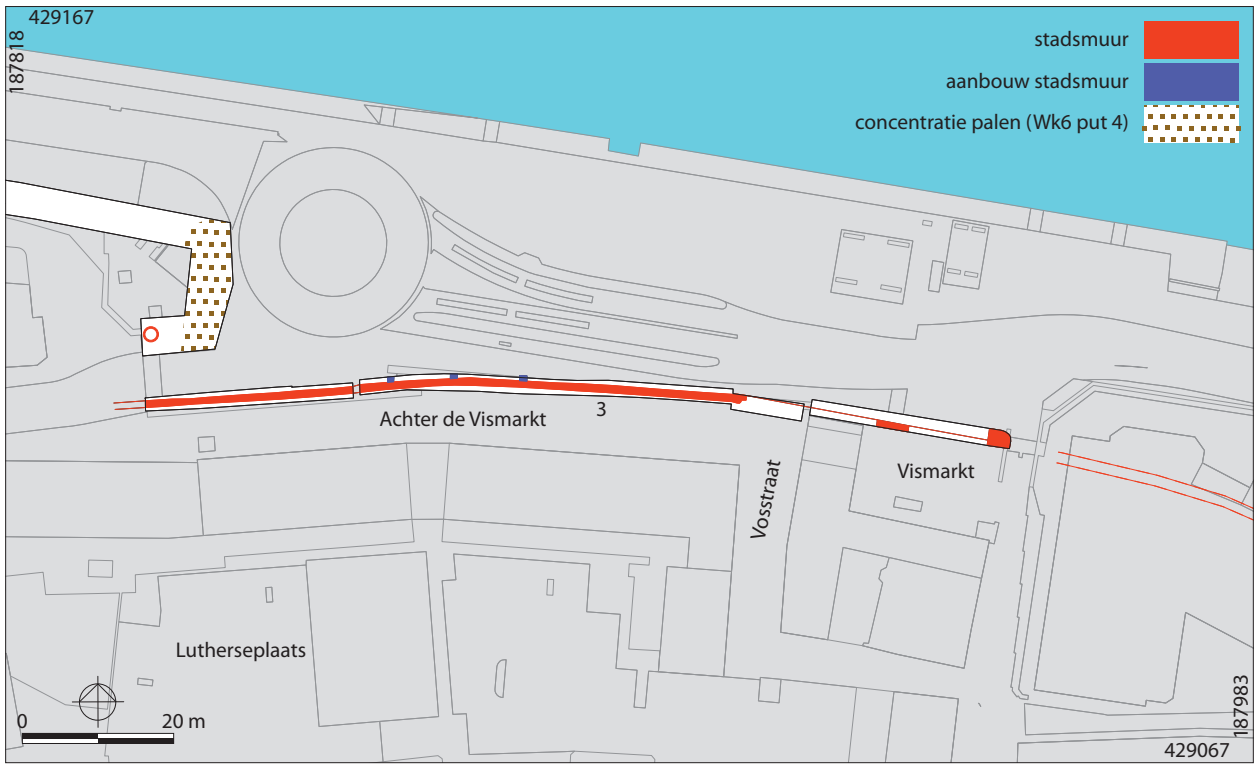 429167
187818
stadsmuur
aanbouw stadsmuur
concentratie palen (Wk6 put 4)
3
Achter de Vismarkt
Vismarkt
Vosstraat
Lutherseplaats
0 20 m
187983
429067